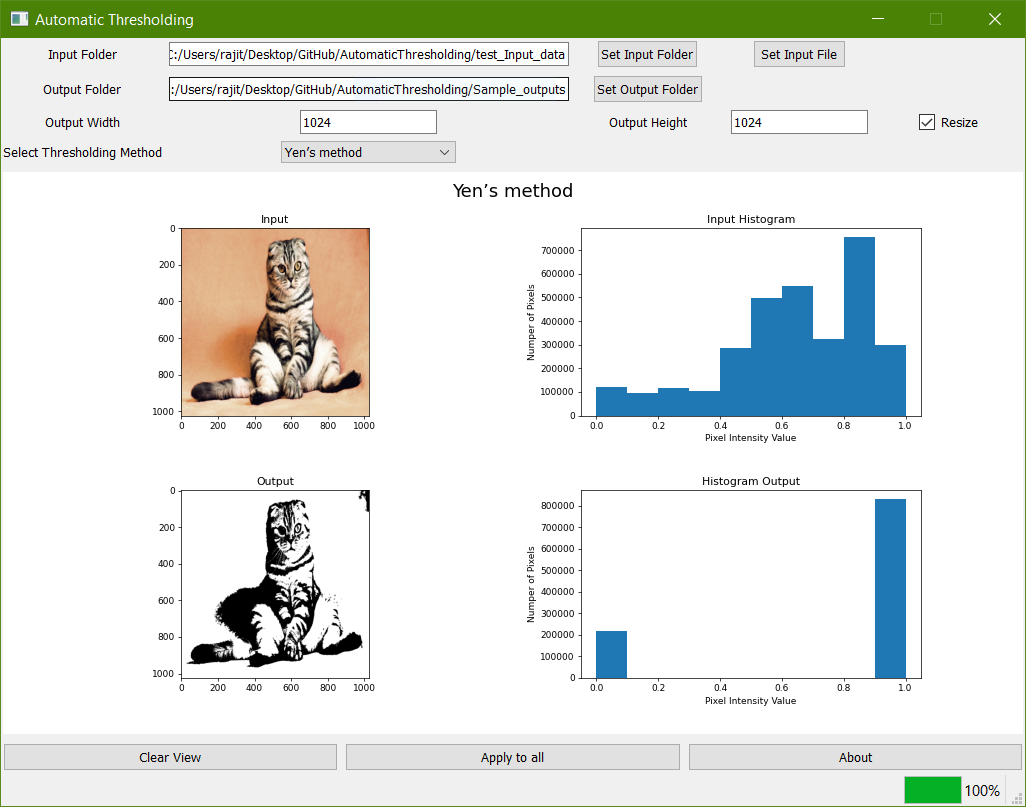 Automatic Thresholding
Input Folder C:/Users/rajit/Desktop/GitHub/AutomaticThresholding/test_Input_data Set Input Folder Set Input File
Output Folder :/Users/rajit/Desktop/GitHub/AutomaticThresholding/Sample_outputs Set Output Folder
Output Width 1024 Output Height 1024 Resize
Select Thresholding Method Yen’s method
Yen’s method
Input
0
200
400
600
800
1000
0 200 400 600 800 1000
Input Histogram
Numper of Pixels
700000
600000
500000
400000
300000
200000
100000
0
0.0 0.2 0.4 0.6 0.8 1.0
Pixel Intensity Value
Output
0
200
400
600
800
1000
0 200 400 600 800 1000
Histogram Output
Number of Pixels
800000
700000
600000
500000
400000
300000
200000
100000
0
0.0 0.2 0.4 0.6 0.8 1.0
Pixel Intensity Value
Clear View Apply to all About
100%